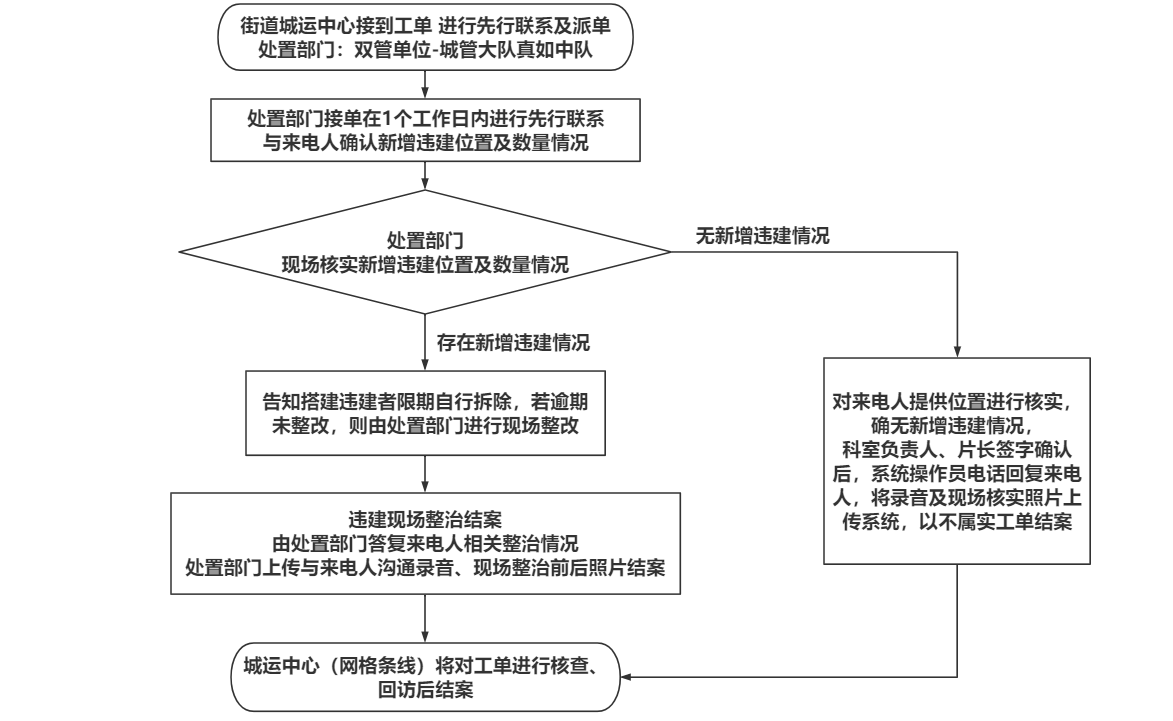 街道城运中心接到工单 进行先行联系及派单
处置部门：双管单位-城管大队真如中队
处置部门接单在1个工作日内进行先行联系
与来电人确认新增违建位置及数量情况
处置部门
现场核实新增违建位置及数量情况
无新增违建情况
存在新增违建情况
告知搭建违建者限期自行拆除，若逾期
未整改，则由处置部门进行现场整改
对来电人提供位置进行核实，
确无新增违建情况，
科室负责人、片长签字确认
后，系统操作员电话回复来电
人，将录音及现场核实照片上
传系统，以不属实工单结案
违建现场整治结案
由处置部门答复来电人相关整治情况
处置部门上传与来电人沟通录音、现场整治前后照片结案
城运中心（网格条线）将对工单进行核查、
回访后结案